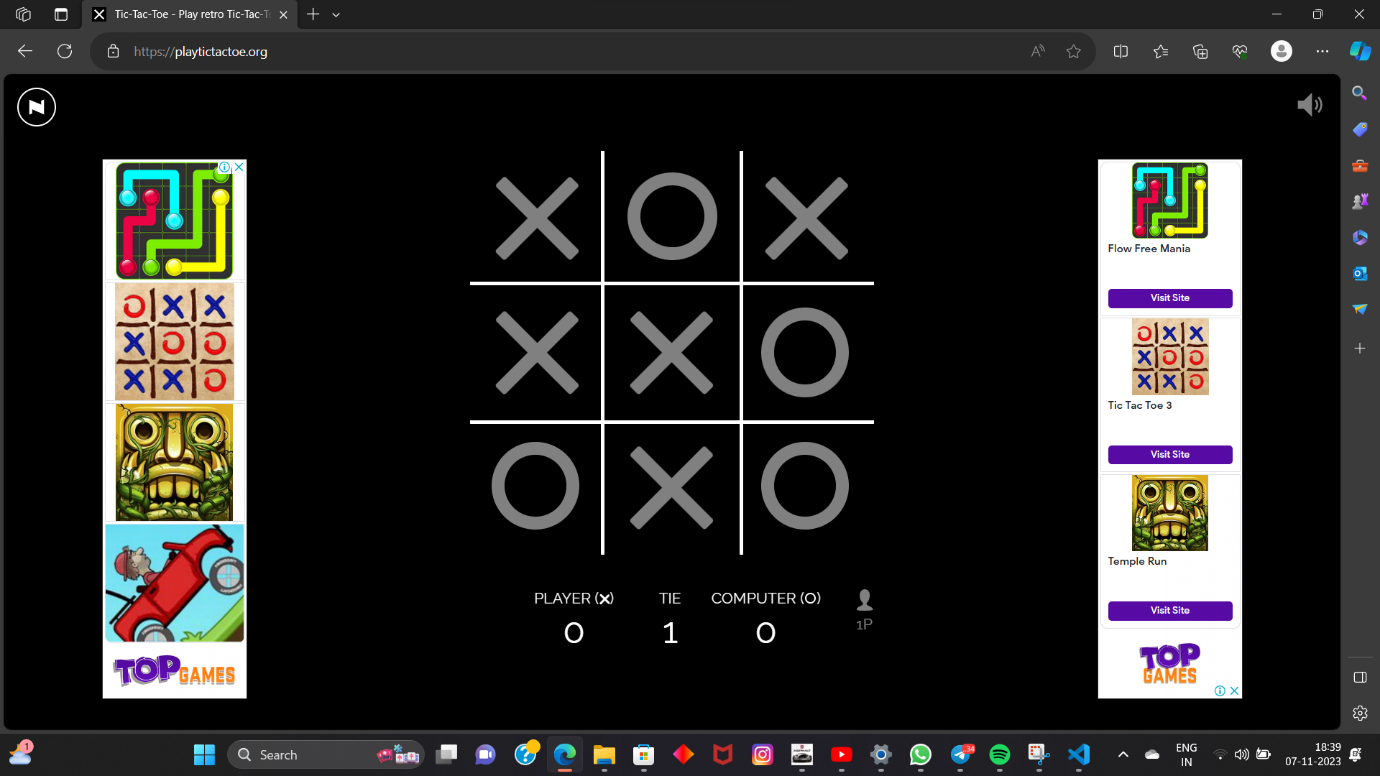 Tic-Tac-Toe - Play retro Tic-Tac-T
https://playtictactoe.org
X O X
X X O
O X O
PLAYER (X) TIE COMPUTER (O)
0 1 0
1P
O X X
X O O
X X O
TOP
GAMES
Flow Free Mania
Visit Site
O X X
X O O
X X O
Tic Tac Toe 3
Visit Site
Temple Run
Visit Site
TOP
GAMES
1
Search
34
ENG
IN
18:39
07-11-2023